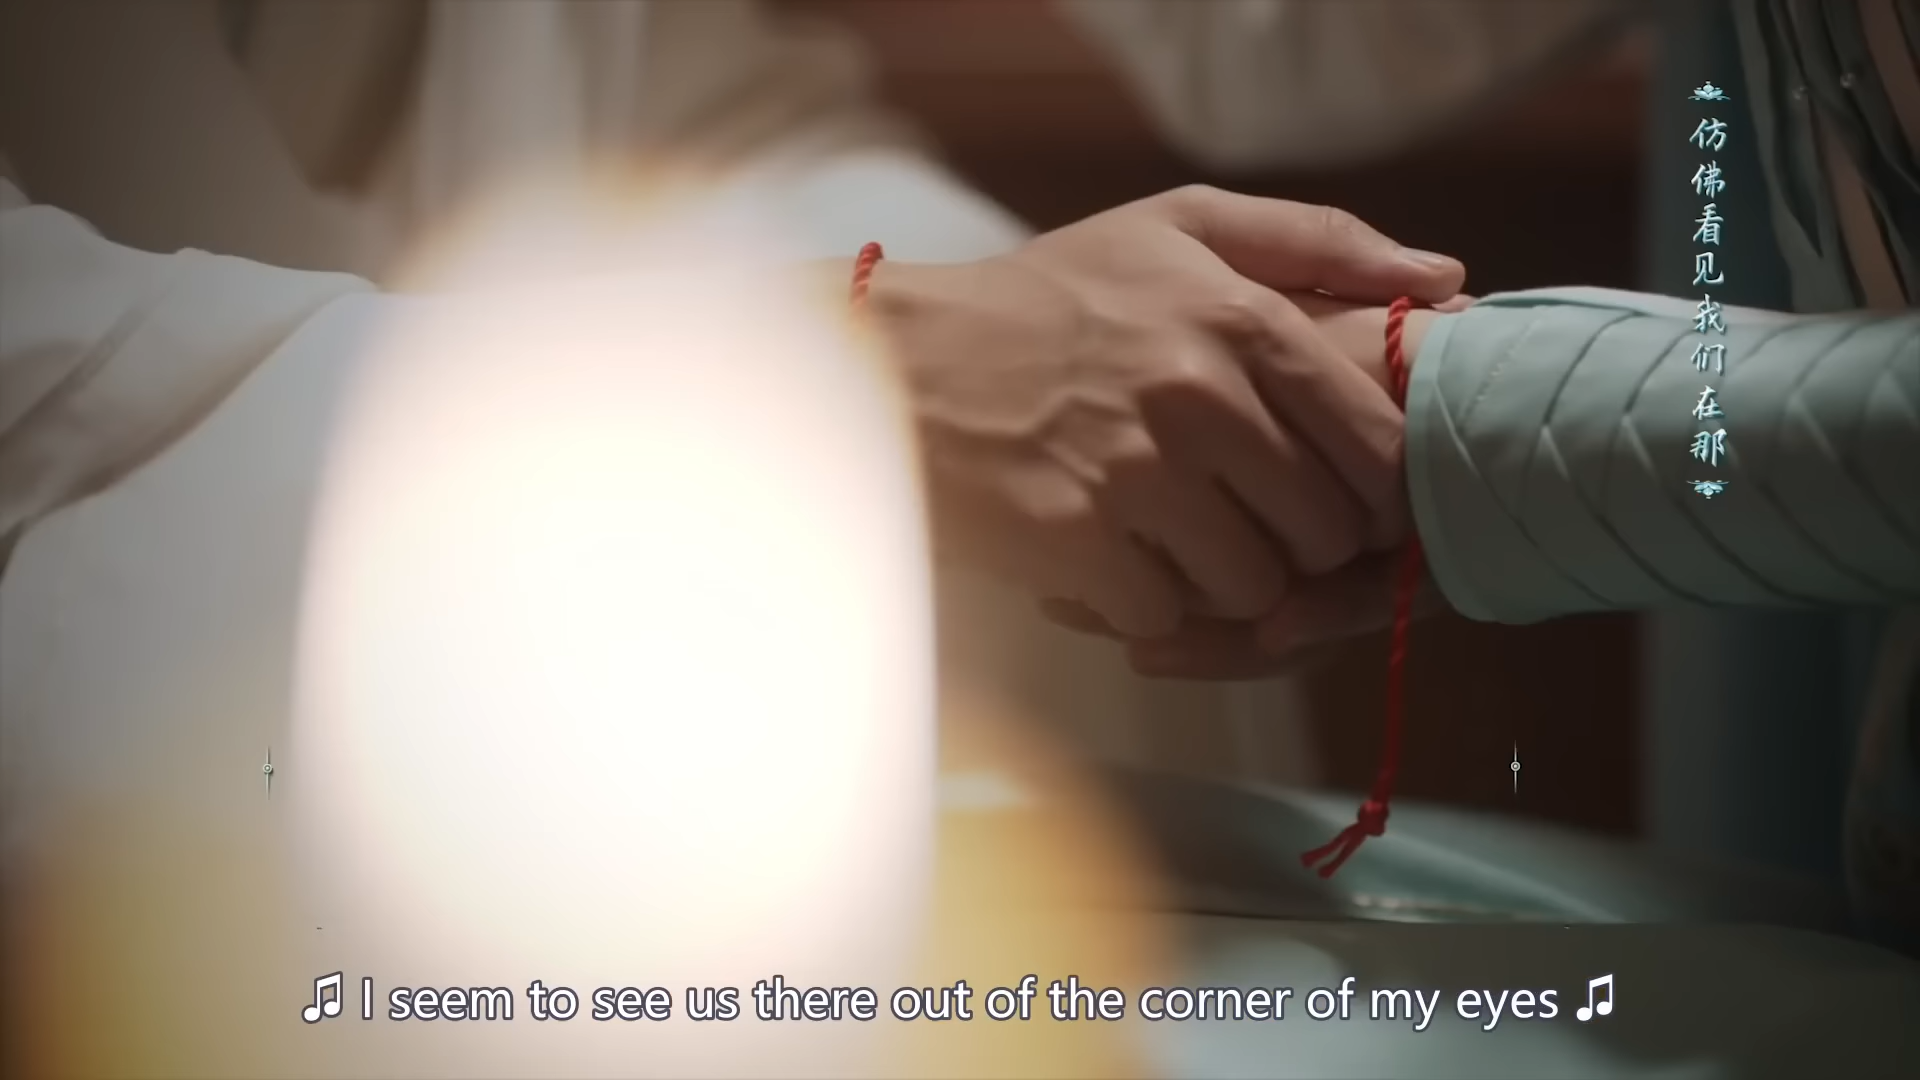 仿佛看见我们在那
♫ I seem to see us there out of the corner of my eyes ♫